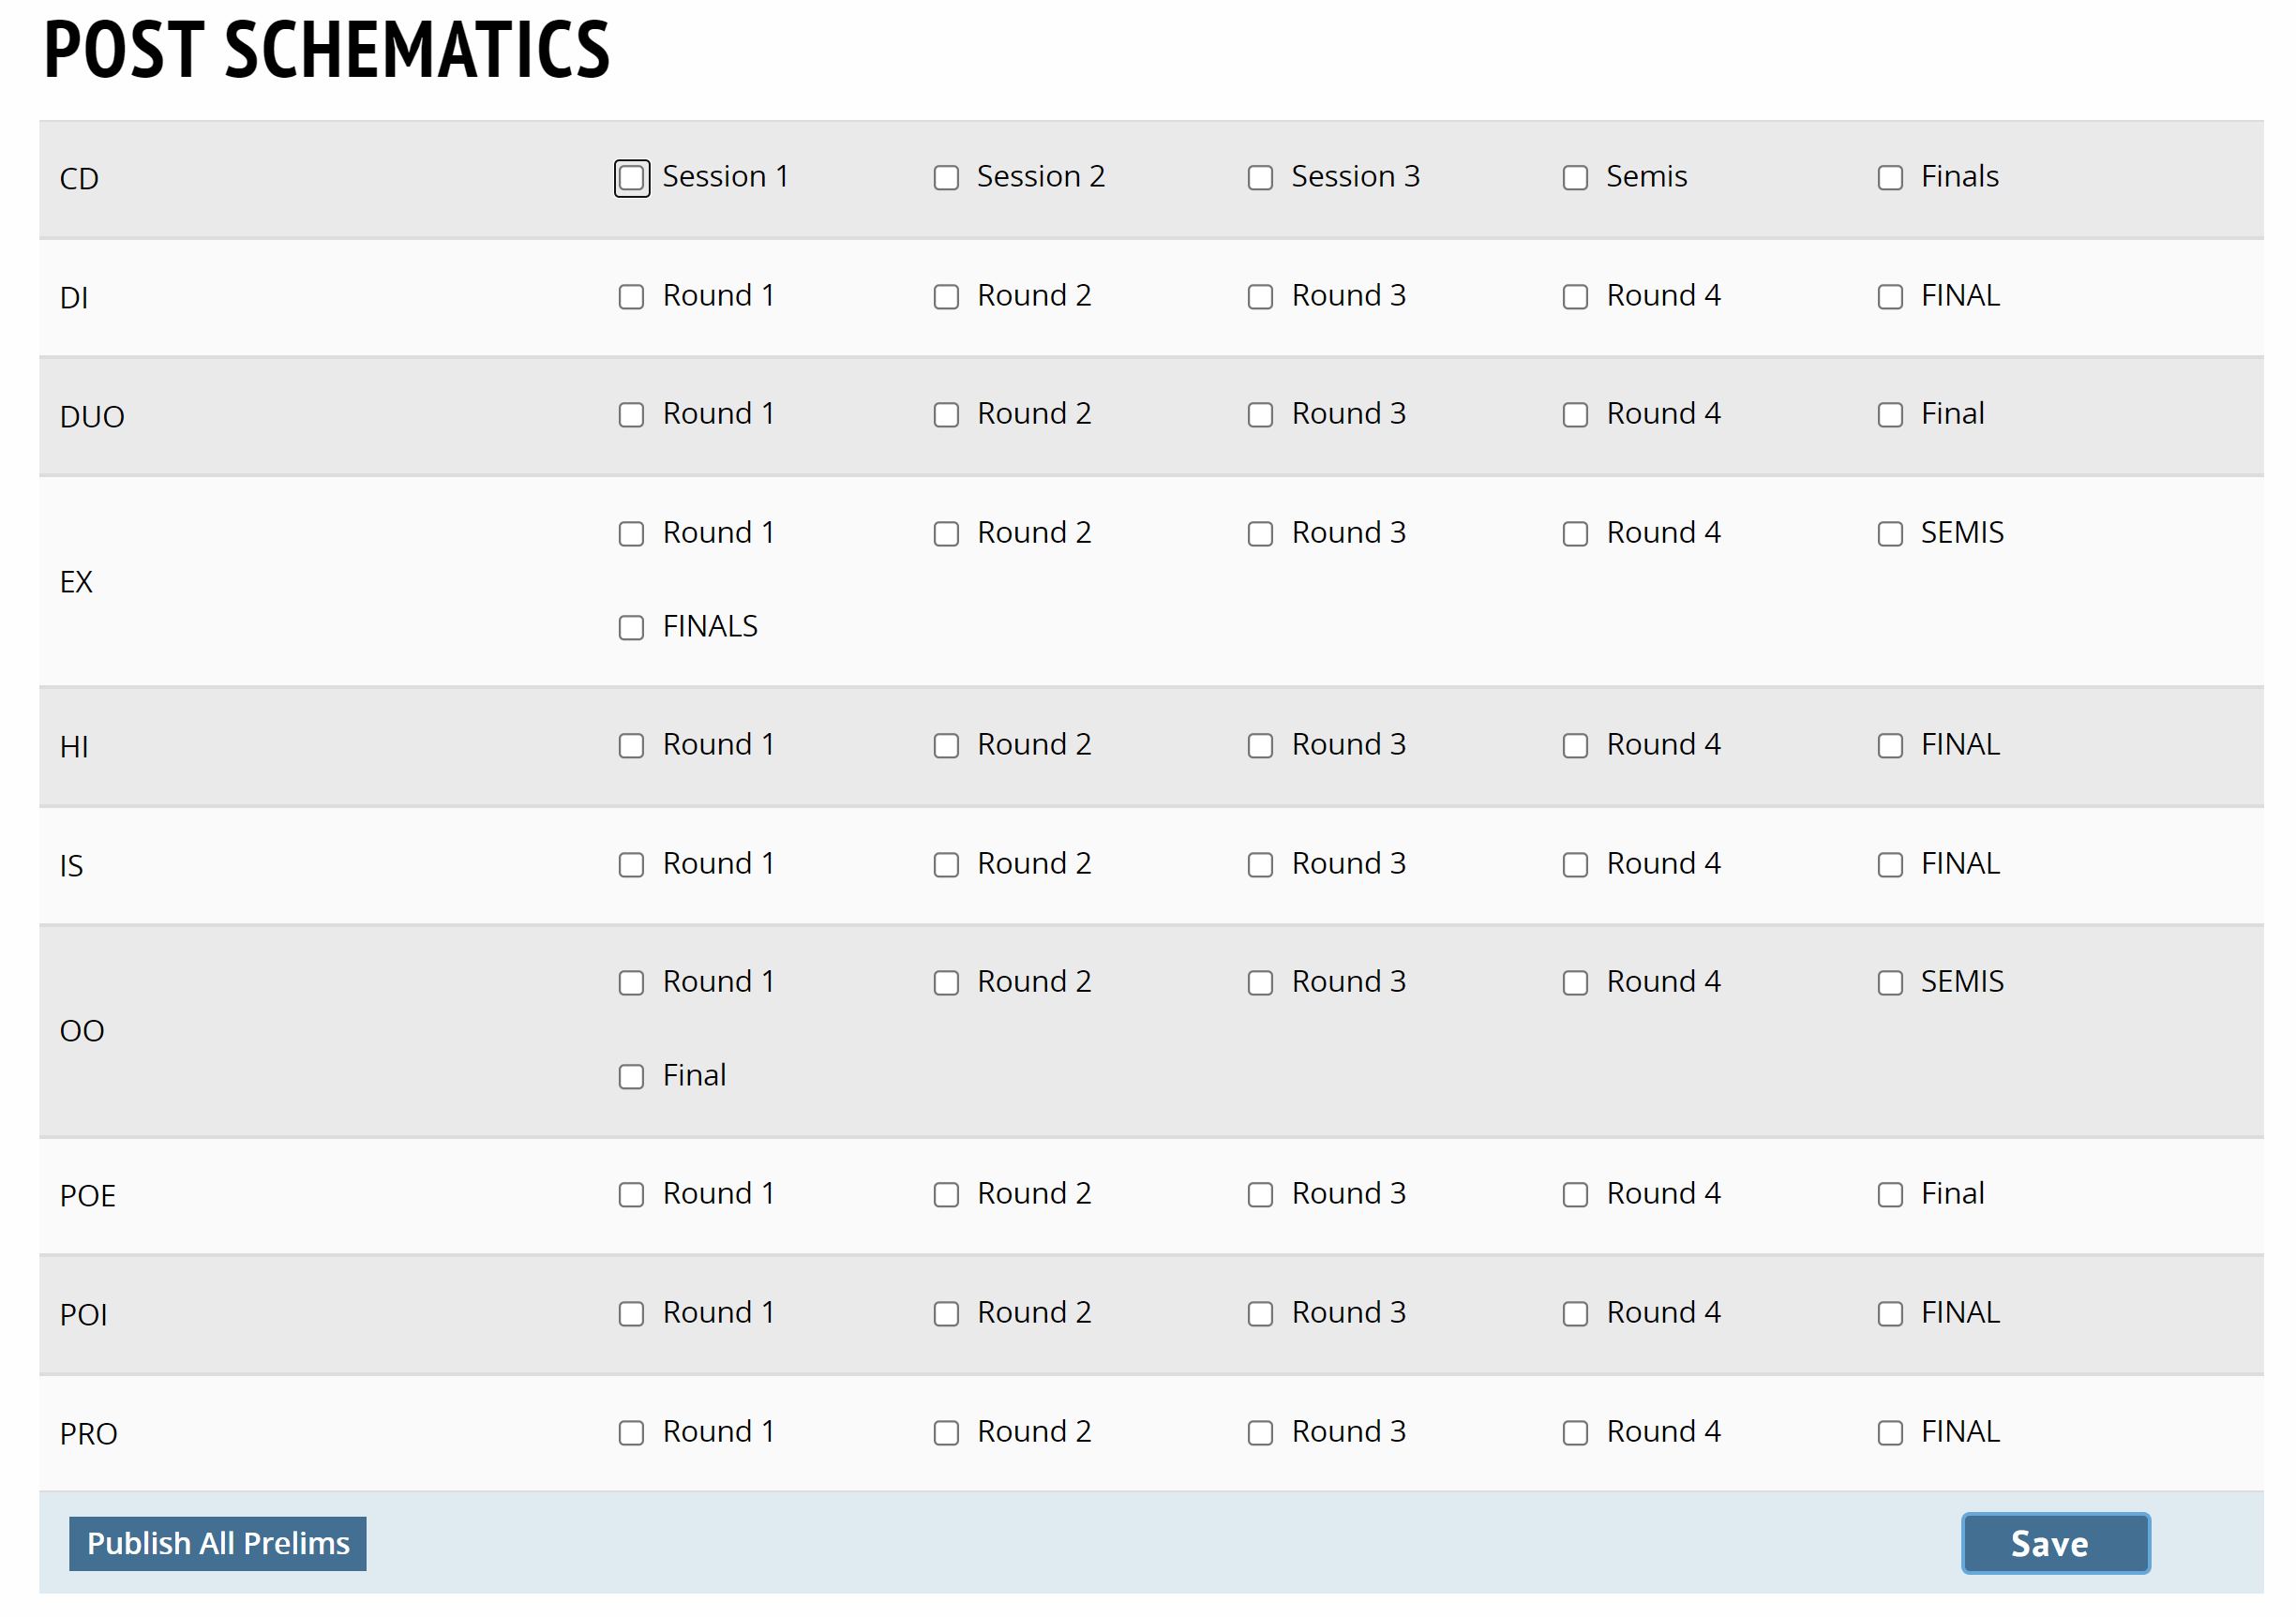 POST SCHEMATICS
CD Session 1 Session 2 Session 3 Semis Finals
DI Round 1 Round 2 Round 3 Round 4 FINAL
DUO Round 1 Round 2 Round 3 Round 4 Final
EX Round 1 Round 2 Round 3 Round 4 SEMIS
FINALS
HI Round 1 Round 2 Round 3 Round 4 FINAL
IS Round 1 Round 2 Round 3 Round 4 FINAL
OO Round 1 Round 2 Round 3 Round 4 SEMIS
Final
POE Round 1 Round 2 Round 3 Round 4 Final
POI Round 1 Round 2 Round 3 Round 4 FINAL
PRO Round 1 Round 2 Round 3 Round 4 FINAL
Publish All Prelims Save